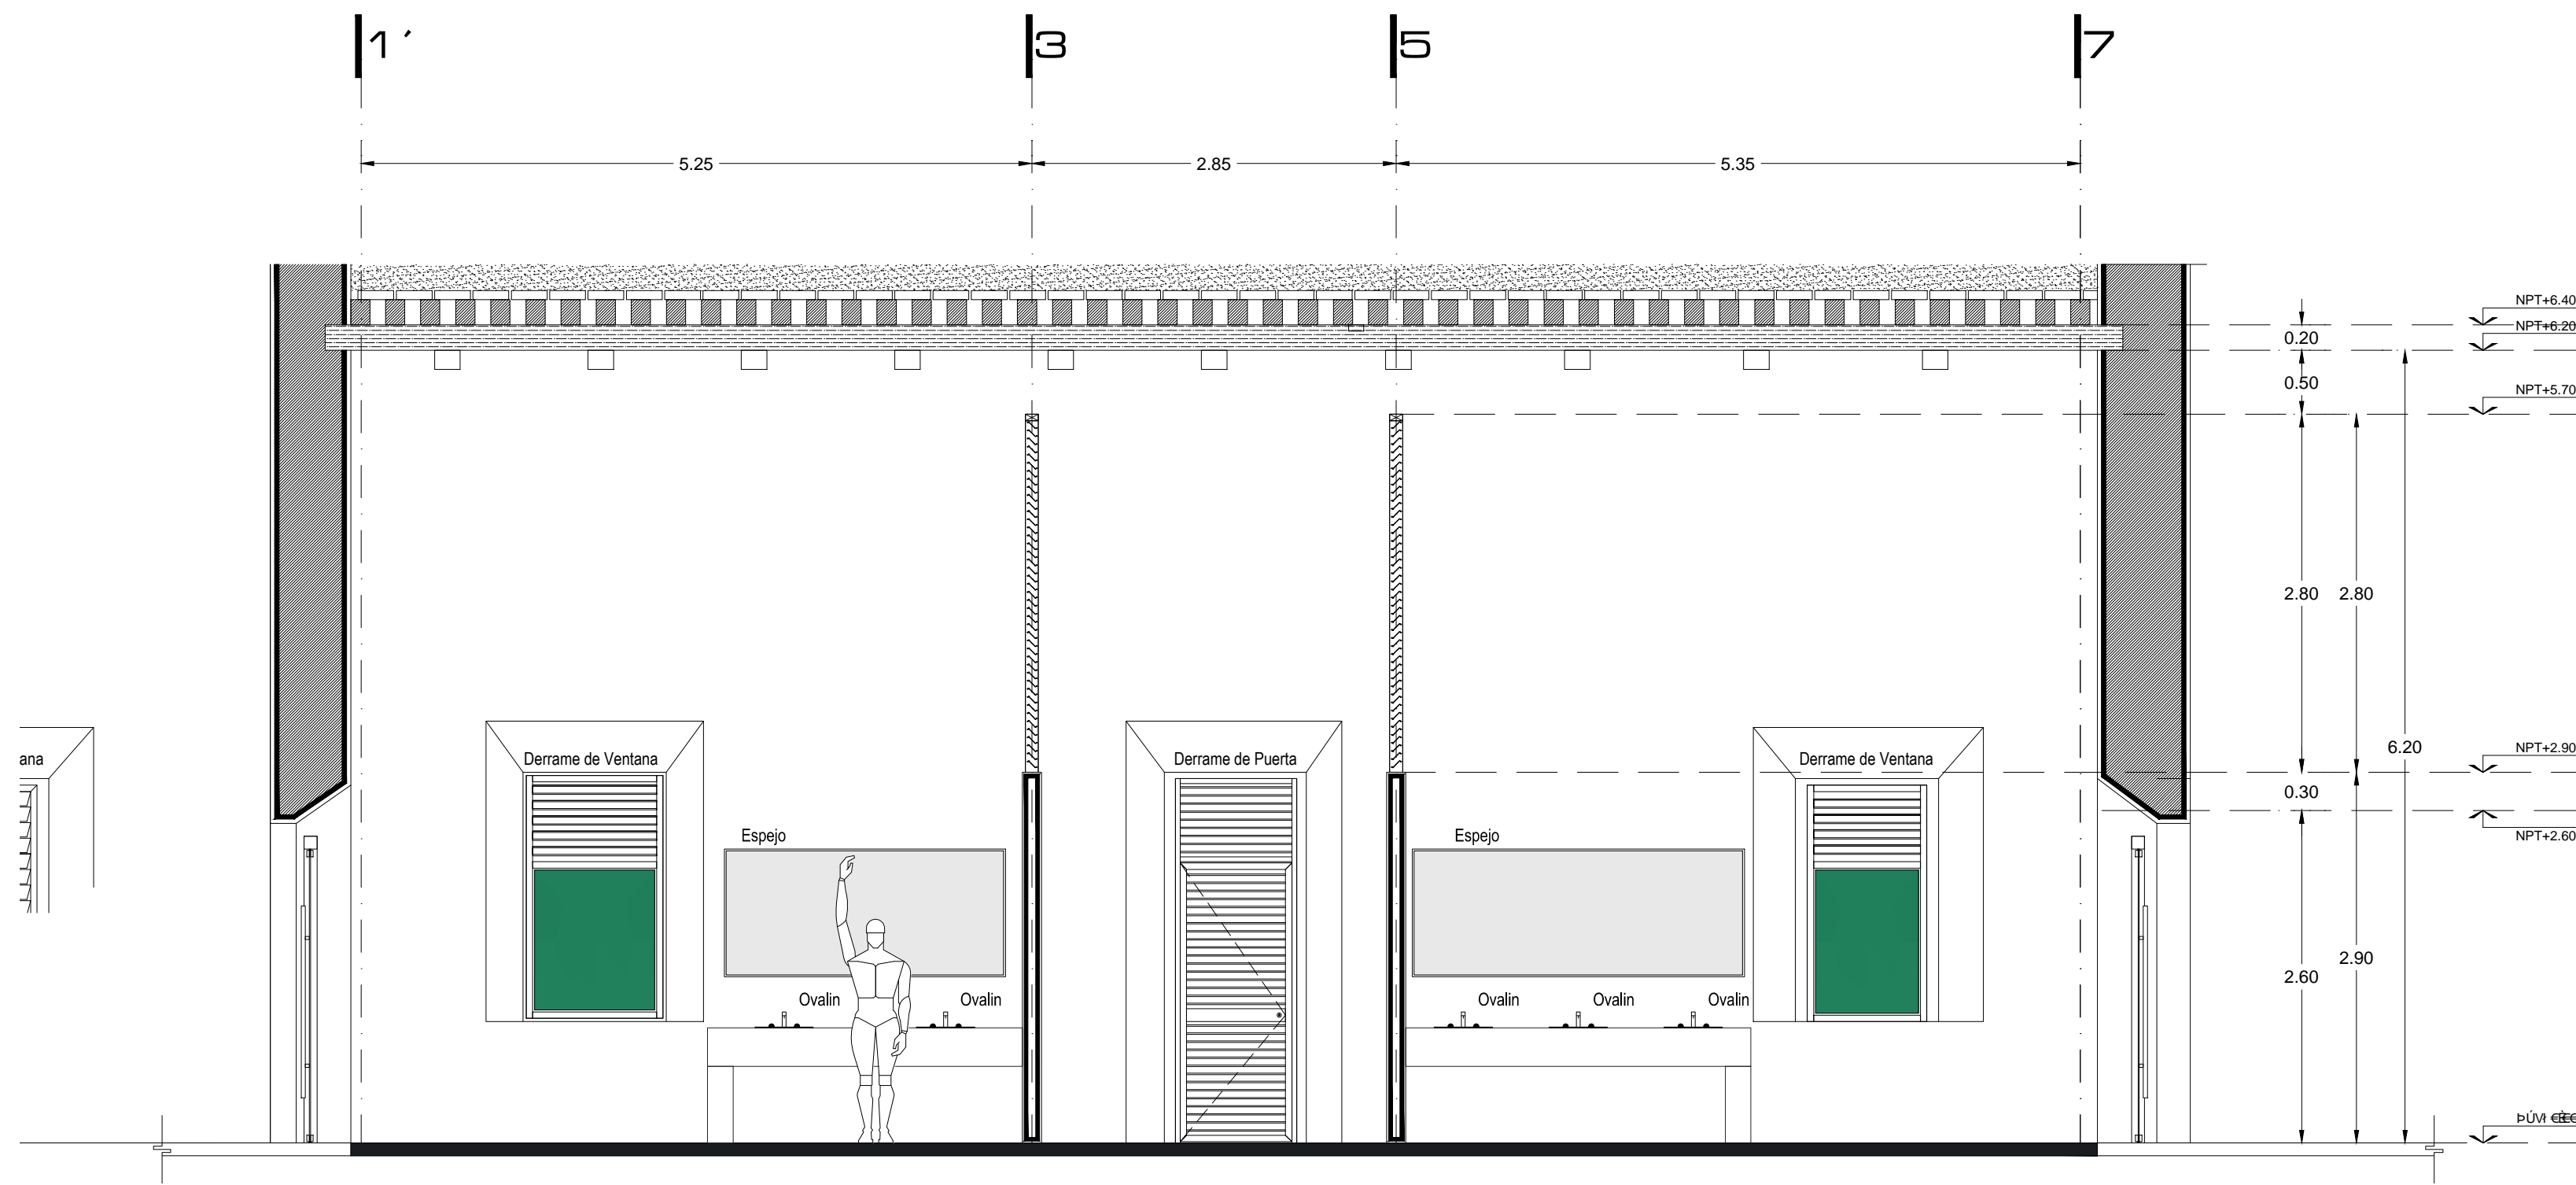 1´ 3 5 7
5.25 2.85 5.35
NPT+6.40
NPT+6.20
0.20
0.50
NPT+5.70
2.80 2.80
6.20
NPT+2.90
ana
Derrame de Ventana Derrame de Puerta Derrame de Ventana
0.30
NPT+2.60
Espejo Espejo
2.90
2.60
Ovalin Ovalin Ovalin Ovalin Ovalin